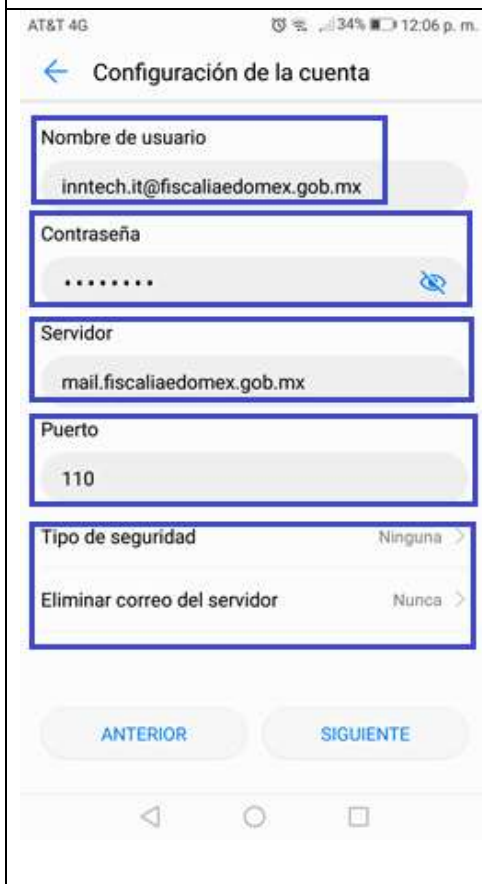 AT&T 4G 34% 12:06 p. m.
Configuración de la cuenta
Nombre de usuario
inntech.it@fiscaliaedomex.gob.mx
Contraseña
••••••••
Servidor
mail.fiscaliaedomex.gob.mx
Puerto
110
Tipo de seguridad Ninguna >
Eliminar correo del servidor Nunca >
ANTERIOR SIGUIENTE